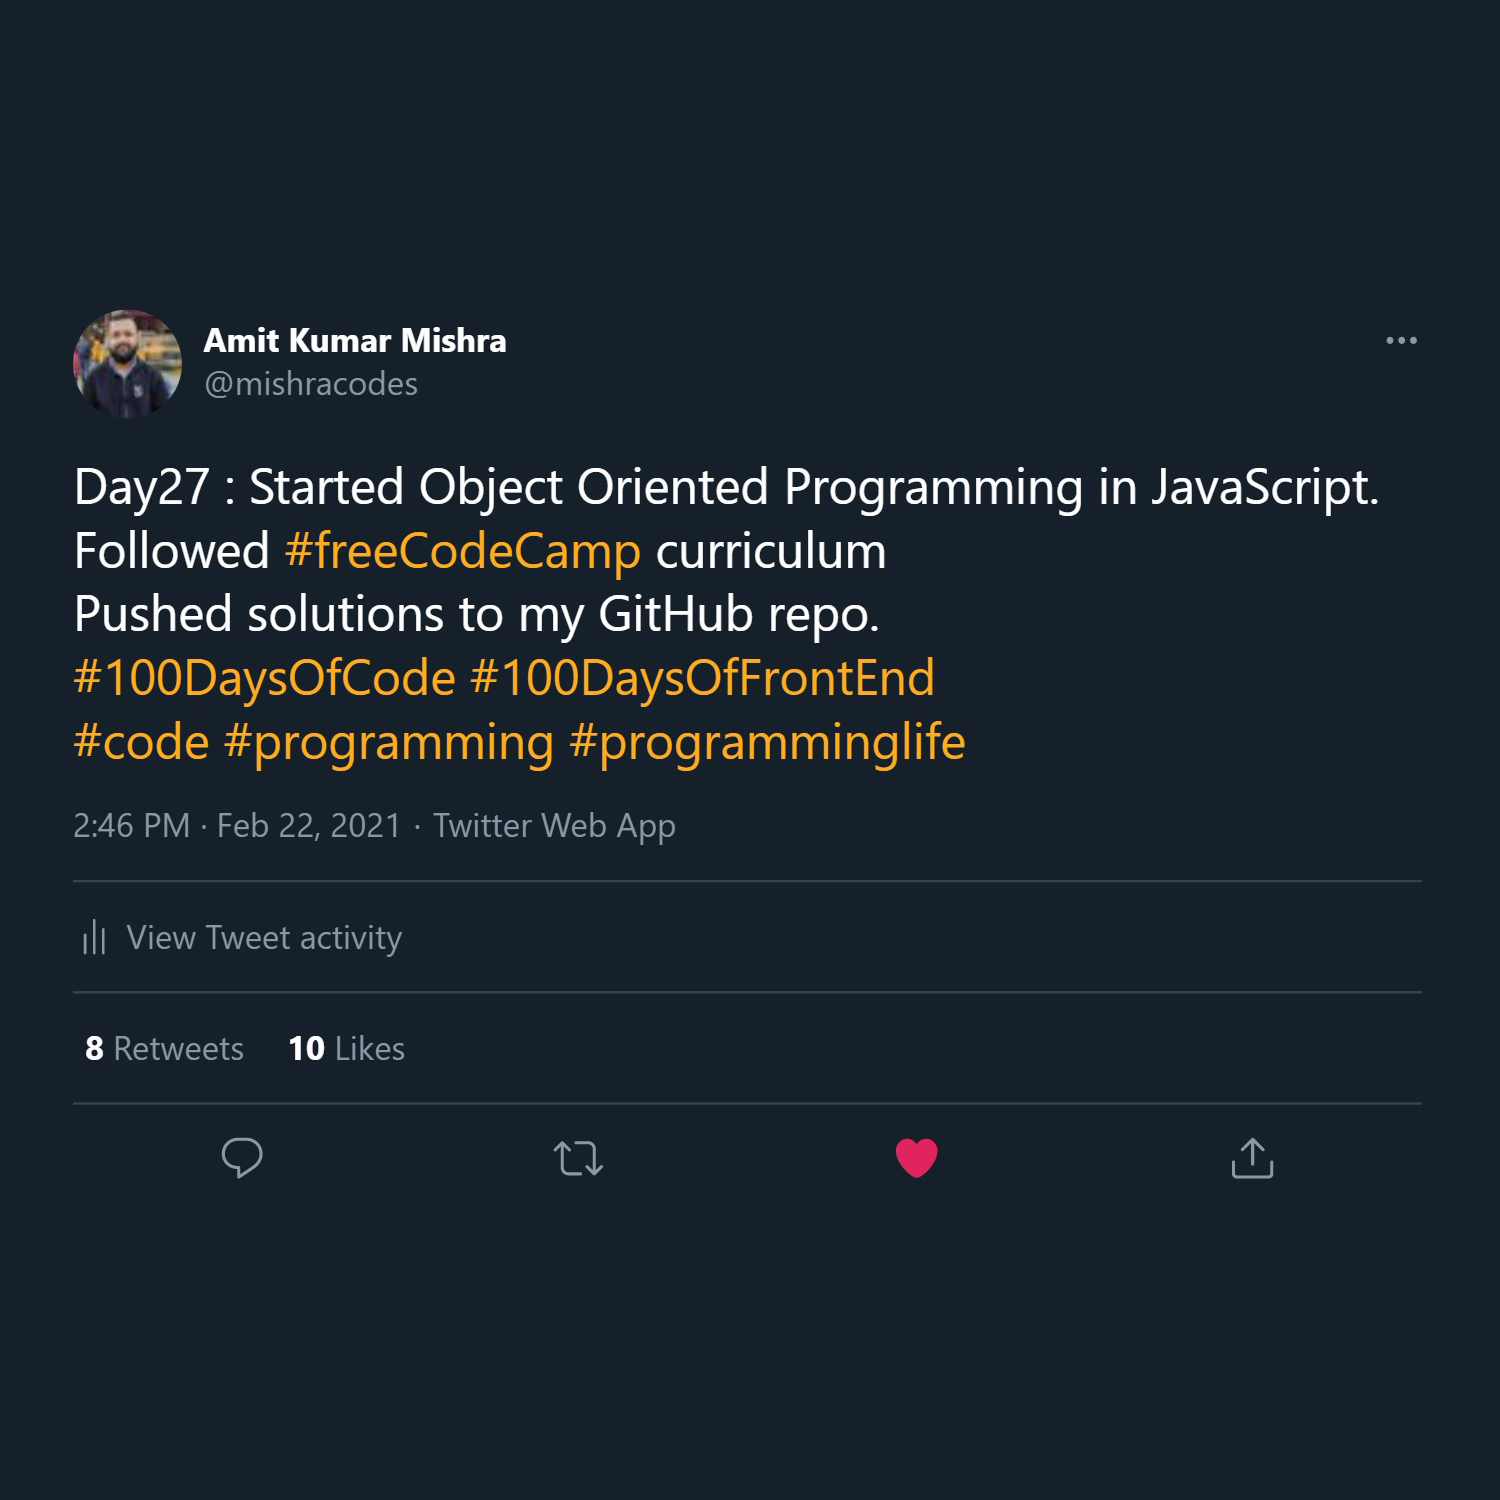 Amit Kumar Mishra
@mishracodes
Day27 : Started Object Oriented Programming in JavaScript.
Followed #freeCodeCamp curriculum
Pushed solutions to my GitHub repo.
#100DaysOfCode #100DaysOfFrontEnd
#code #programming #programminglife
2:46 PM · Feb 22, 2021 · Twitter Web App
View Tweet activity
8 Retweets 10 Likes